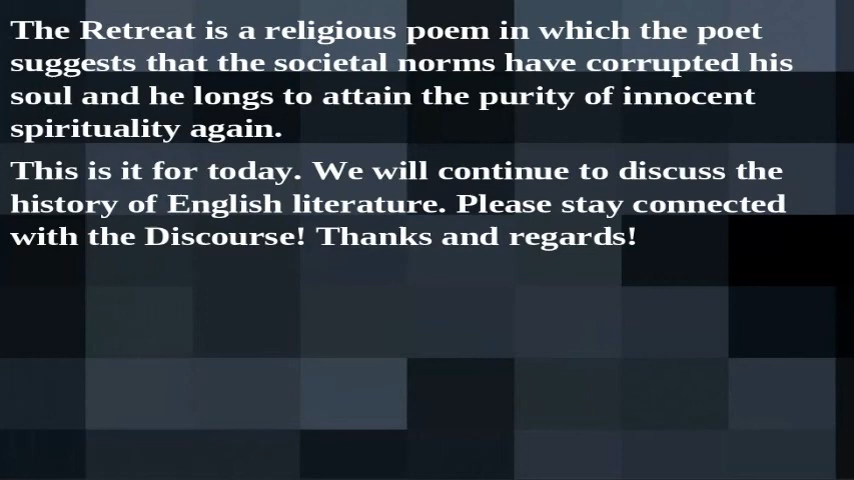 The Retreat is a religious poem in which the poet
suggests that the societal norms have corrupted his
soul and he longs to attain the purity of innocent
spirituality again.
This is it for today. We will continue to discuss the
history of English literature. Please stay connected
with the Discourse! Thanks and regards!